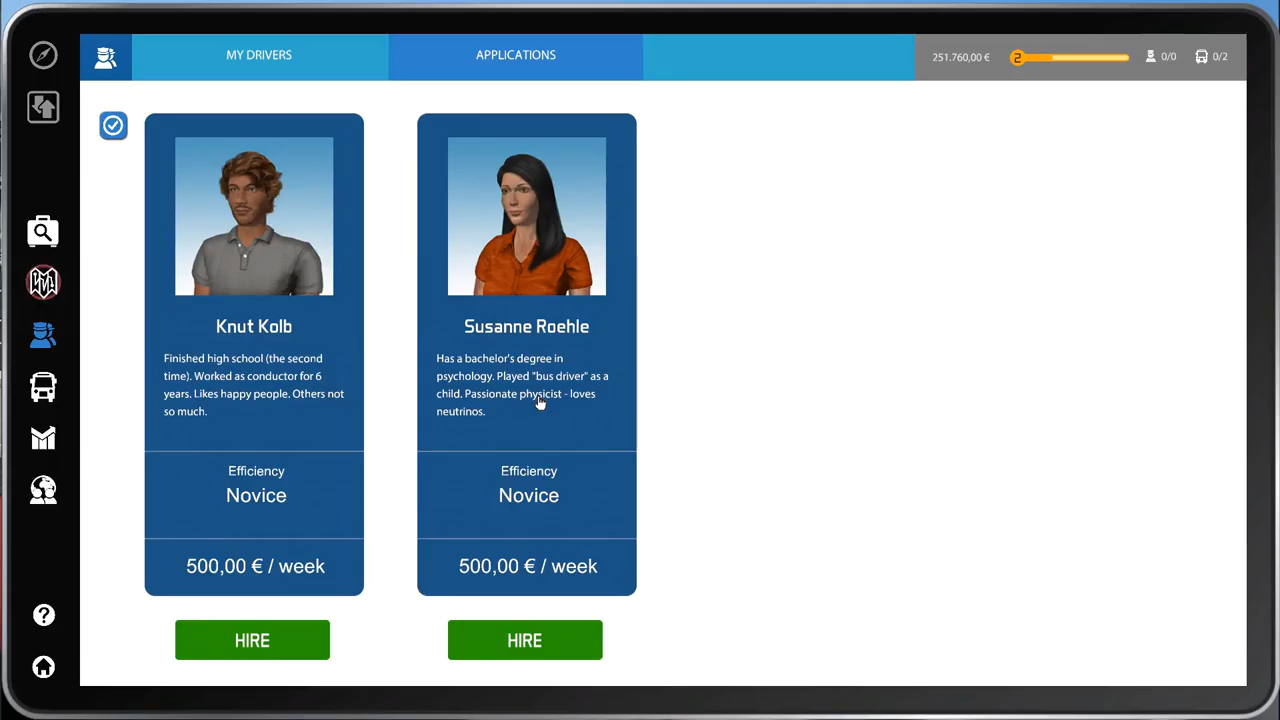 MY DRIVERS
APPLICATIONS
251.760,00 €
2
0/0
0/2
Knut Kolb
Finished high school (the second
time). Worked as conductor for 6
years. Likes happy people. Others not
so much.
Efficiency
Novice
500,00 € / week
HIRE
Susanne Roehle
Has a bachelor's degree in
psychology. Played "bus driver" as a
child. Passionate physicist - loves
neutrinos.
Efficiency
Novice
500,00 € / week
HIRE
?